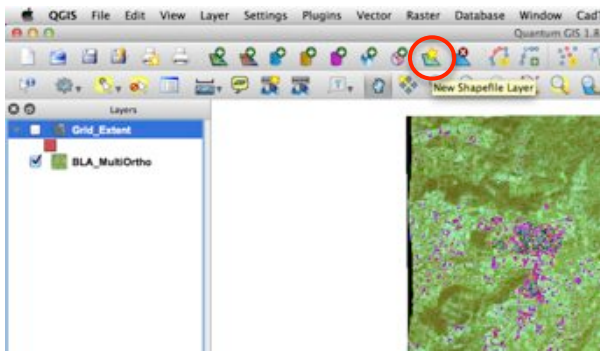 QGIS File Edit View Layer Settings Plugins Vector Raster Database Window Cad
Quantum GIS 1.8
New Shapefile Layer
Layers
Grid_Extent
BLA_MultiOrtho